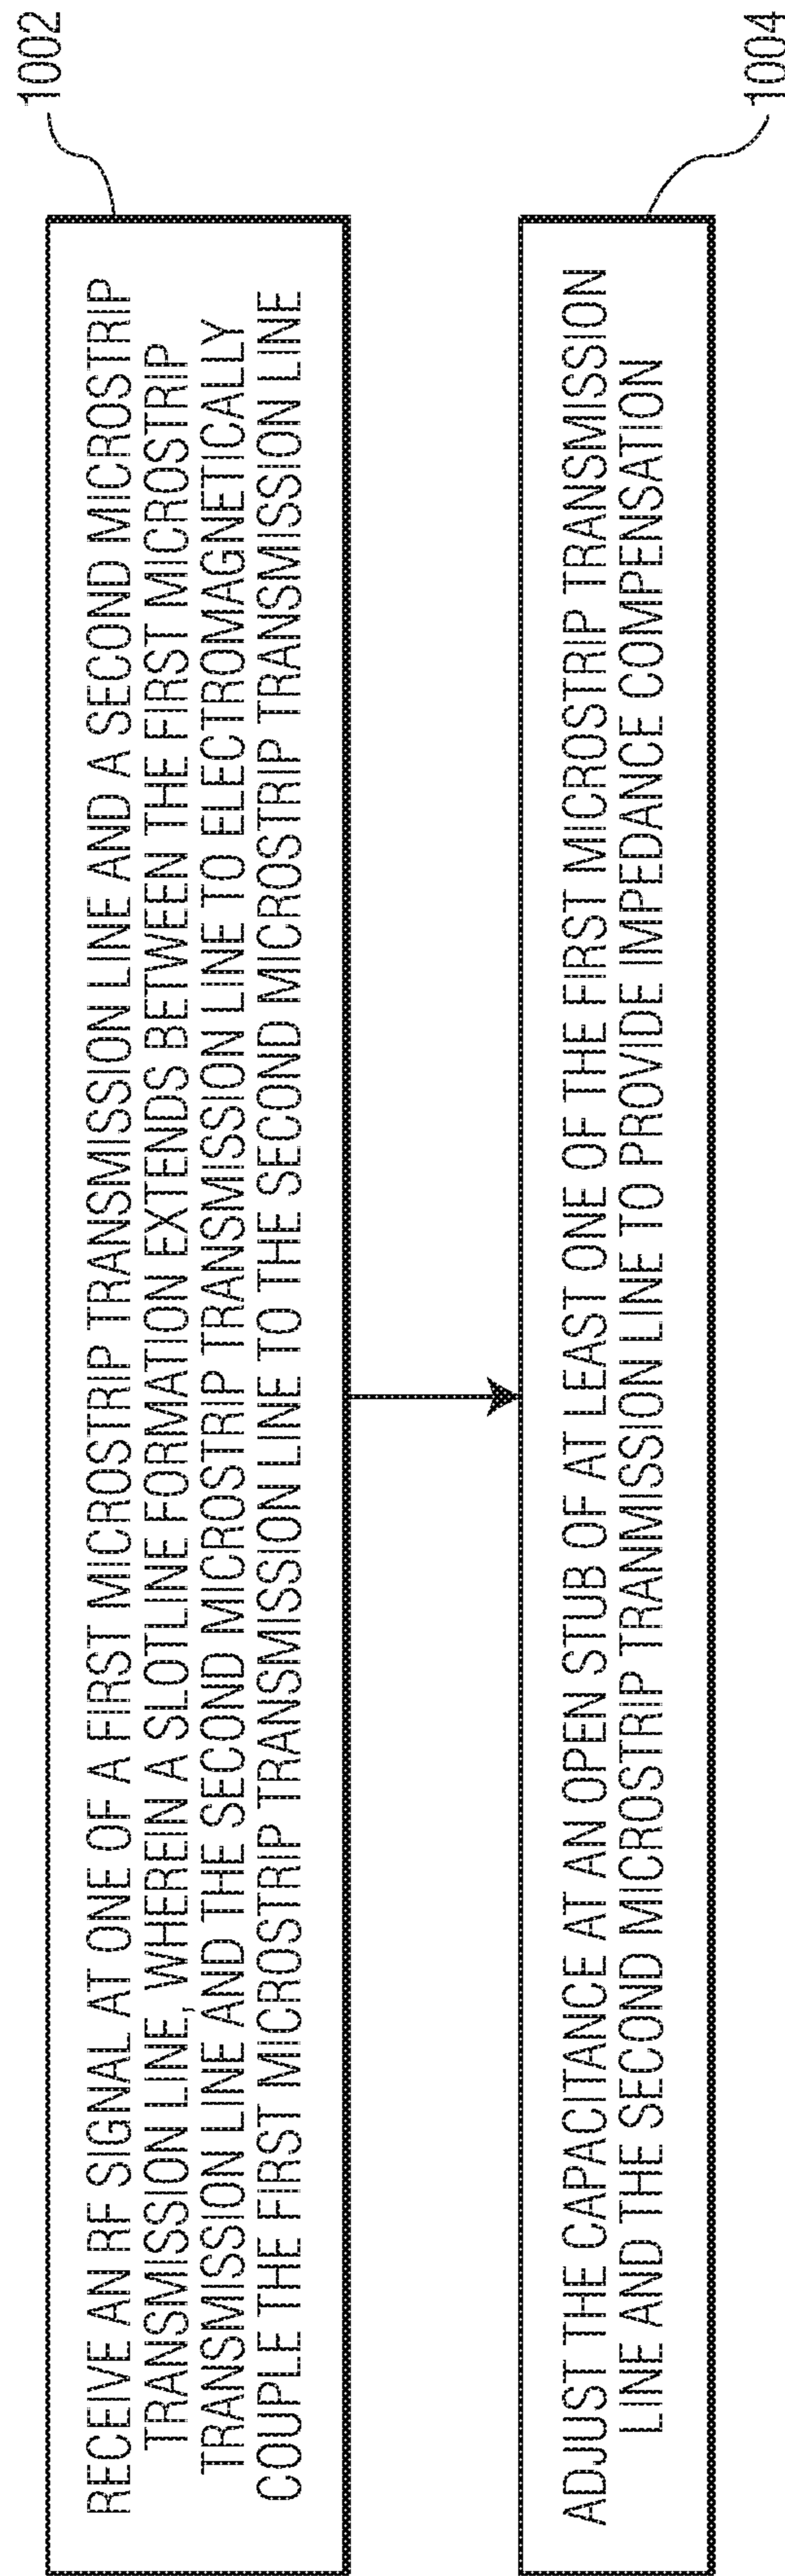 RECEIVE AN RF SIGNAL AT ONE OF A FIRST MICROSTRIP TRANSMISSION LINE AND A SECOND MICROSTRIP
TRANSMISSION LINE, WHEREIN A SLOTLINE FORMATION EXTENDS BETWEEN THE FIRST MICROSTRIP
TRANSMISSION LINE AND THE SECOND MICROSTRIP TRANSMISSION LINE TO ELECTROMAGNETICALLY
COUPLE THE FIRST MICROSTRIP TRANSMISSION LINE TO THE SECOND MICROSTRIP TRANSMISSION LINE
1002
ADJUST THE CAPACITANCE AT AN OPEN STUB OF AT LEAST ONE OF THE FIRST MICROSTRIP TRANSMISSION
LINE AND THE SECOND MICROSTRIP TRANMISSION LINE TO PROVIDE IMPEDANCE COMPENSATION
1004